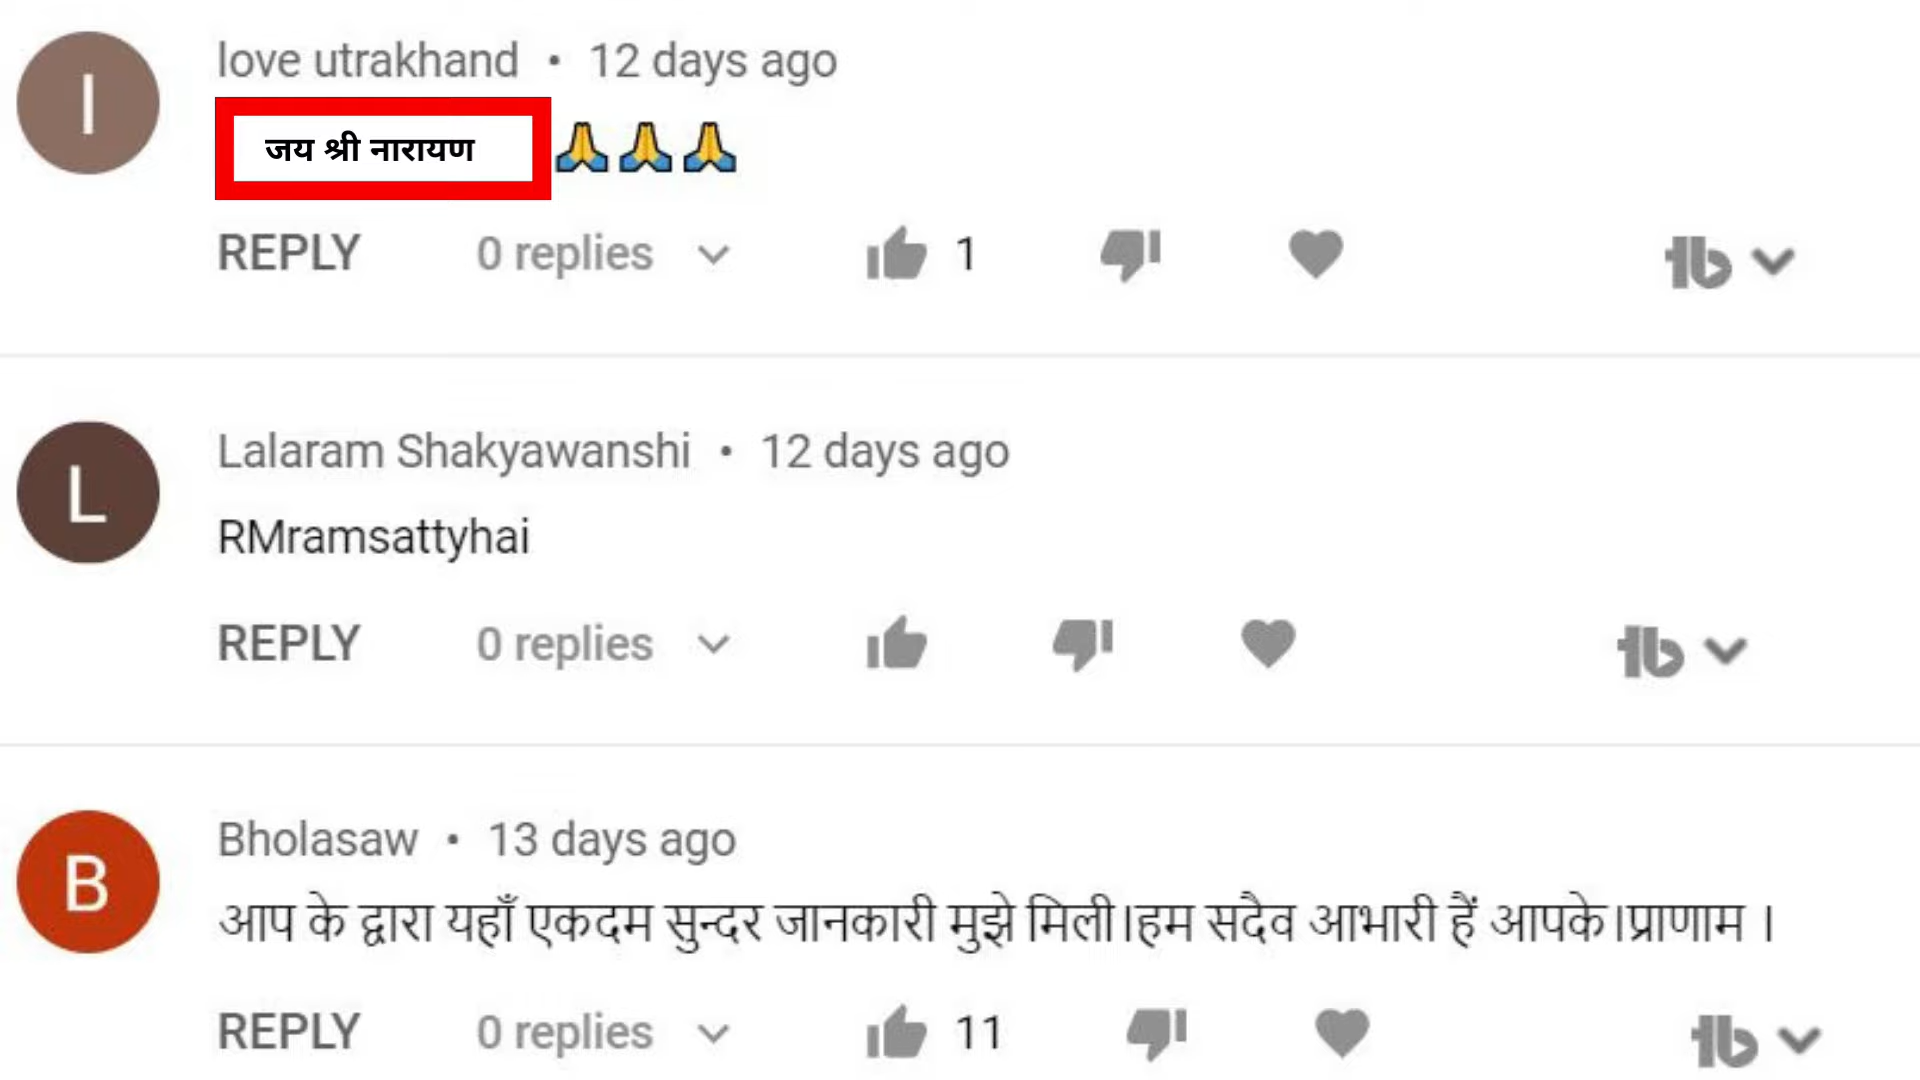 I
love utrakhand • 12 days ago
जय श्री नारायण 🙏🙏🙏
REPLY 0 replies 1
L
Lalaram Shakyawanshi • 12 days ago
RMramsattyhai
REPLY 0 replies
B
Bholasaw • 13 days ago
आप के द्वारा यहाँ एकदम सुन्दर जानकारी मुझे मिली।हम सदैव आभारी हैं आपके।प्राणाम ।
REPLY 0 replies 11